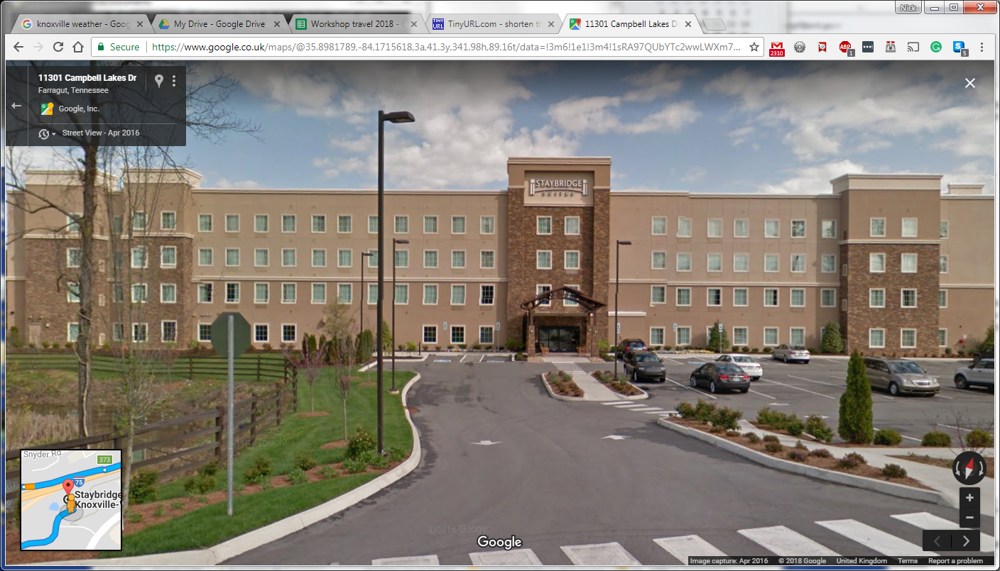 Nick
knoxville weather - Goog
My Drive - Google Drive
Workshop travel 2018 - G
TinyURL.com - shorten th
11301 Campbell Lakes D
TINY
URL
Secure
https://www.google.co.uk/maps/@35.8981789,-84.1715618,3a,41.3y,341.98h,89.16t/data=!3m6!1e1!3m4!1sRA97QUbYTc2wwLWXm7...
2310
ABP
1
S
5
11301 Campbell Lakes Dr
Farragut, Tennessee
Google, Inc.
Street View - Apr 2016
STAYBRIDGE
SUITES
Snyder Rd
373
75
Staybridge
Knoxville-
©2016 Google
Google
Image capture: Apr 2016 © 2018 Google United Kingdom Terms Report a problem